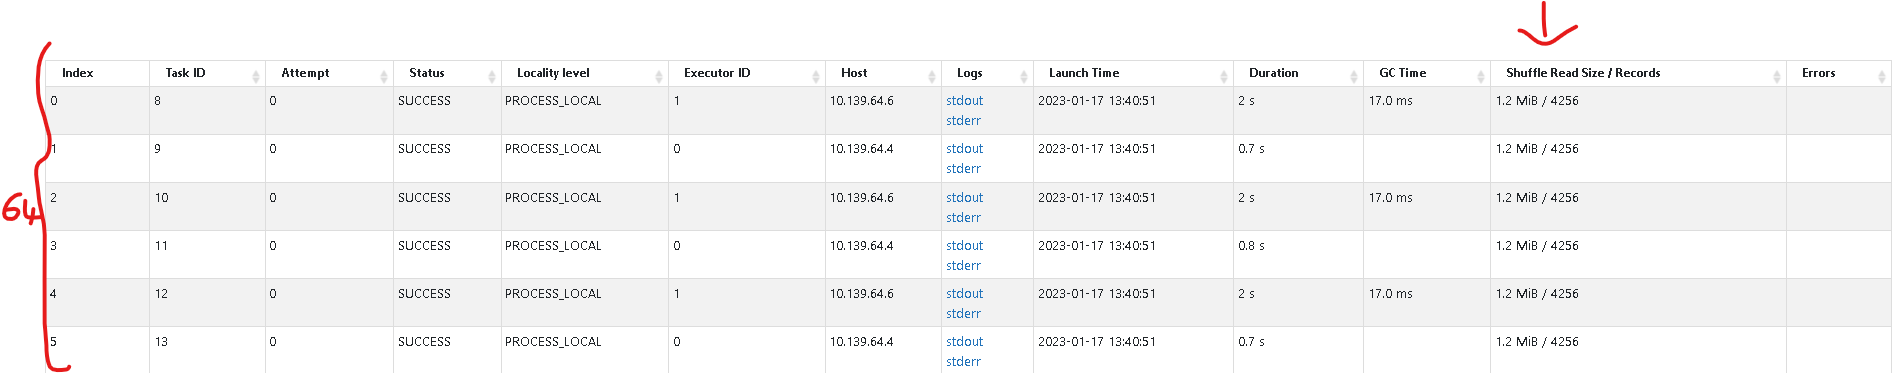 Index Task ID Attempt Status Locality level Executor ID Host Logs Launch Time Duration GC Time Shuffle Read Size / Records Errors
0 8 0 SUCCESS PROCESS_LOCAL 1 10.139.64.6 stdout 2023-01-17 13:40:51 2 s 17.0 ms 1.2 MiB / 4256
stderr
1 9 0 SUCCESS PROCESS_LOCAL 0 10.139.64.4 stdout 2023-01-17 13:40:51 0.7 s 1.2 MiB / 4256
stderr
64
2 10 0 SUCCESS PROCESS_LOCAL 1 10.139.64.6 stdout 2023-01-17 13:40:51 2 s 17.0 ms 1.2 MiB / 4256
stderr
3 11 0 SUCCESS PROCESS_LOCAL 0 10.139.64.4 stdout 2023-01-17 13:40:51 0.8 s 1.2 MiB / 4256
stderr
4 12 0 SUCCESS PROCESS_LOCAL 1 10.139.64.6 stdout 2023-01-17 13:40:51 2 s 17.0 ms 1.2 MiB / 4256
stderr
5 13 0 SUCCESS PROCESS_LOCAL 0 10.139.64.4 stdout 2023-01-17 13:40:51 0.7 s 1.2 MiB / 4256
stderr